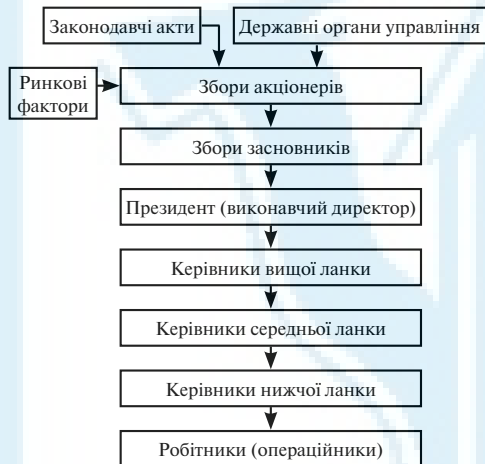 Законодавчі акти
Державні органи управління
Ринкові
фактори
Збори акціонерів
Збори засновників
Президент (виконавчий директор)
Керівники вищої ланки
Керівники середньої ланки
Керівники нижчої ланки
Робітники (операційники)